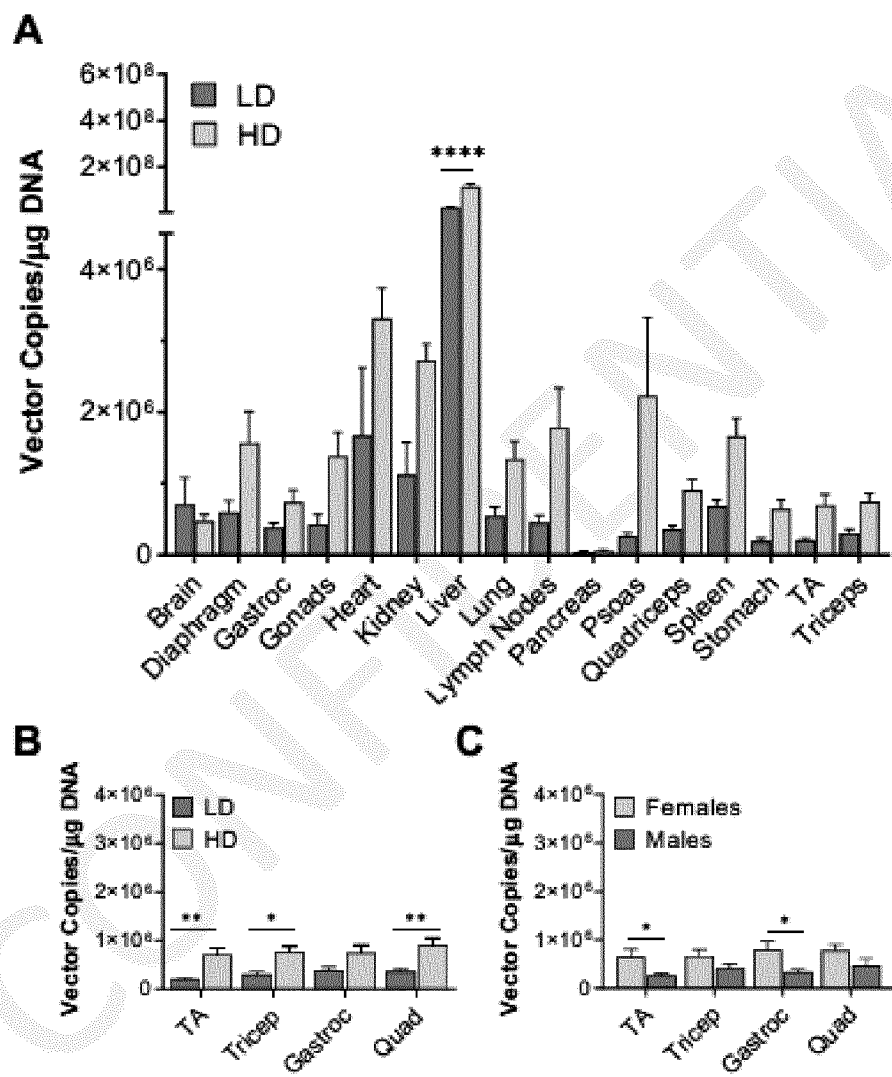 A
6×10⁸
4×10⁸
2×10⁸
4×10⁶
2×10⁶
0
Vector Copies/µg DNA
LD
HD
****
Brain
Diaphragm
Gastroc
Gonads
Heart
Kidney
Liver
Lung
Lymph Nodes
Pancreas
Psoas
Quadriceps
Spleen
Stomach
TA
Triceps
B
Vector Copies/µg DNA
4×10⁶
3×10⁶
2×10⁶
1×10⁶
0
LD
HD
**
*
**
TA
Tricep
Gastroc
Quad
C
Vector Copies/µg DNA
4×10⁶
3×10⁶
2×10⁶
1×10⁶
0
Females
Males
*
*
TA
Tricep
Gastroc
Quad
CONFIDENTIA